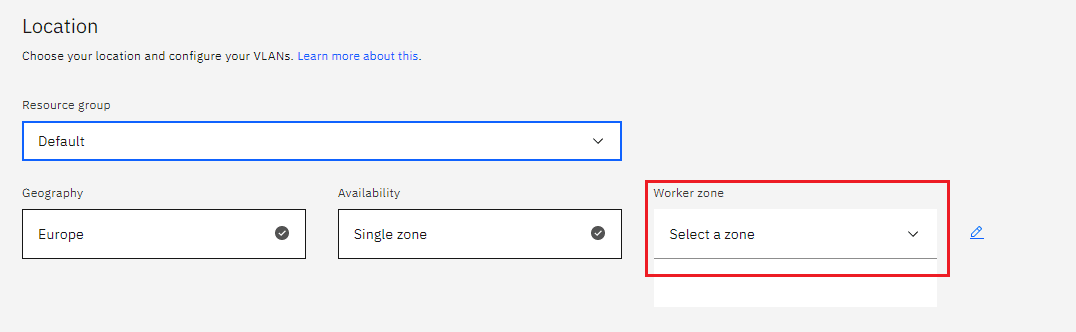 Location
Choose your location and configure your VLANs. Learn more about this.
Resource group
Default
Geography
Availability
Worker zone
Europe
Single zone
Select a zone